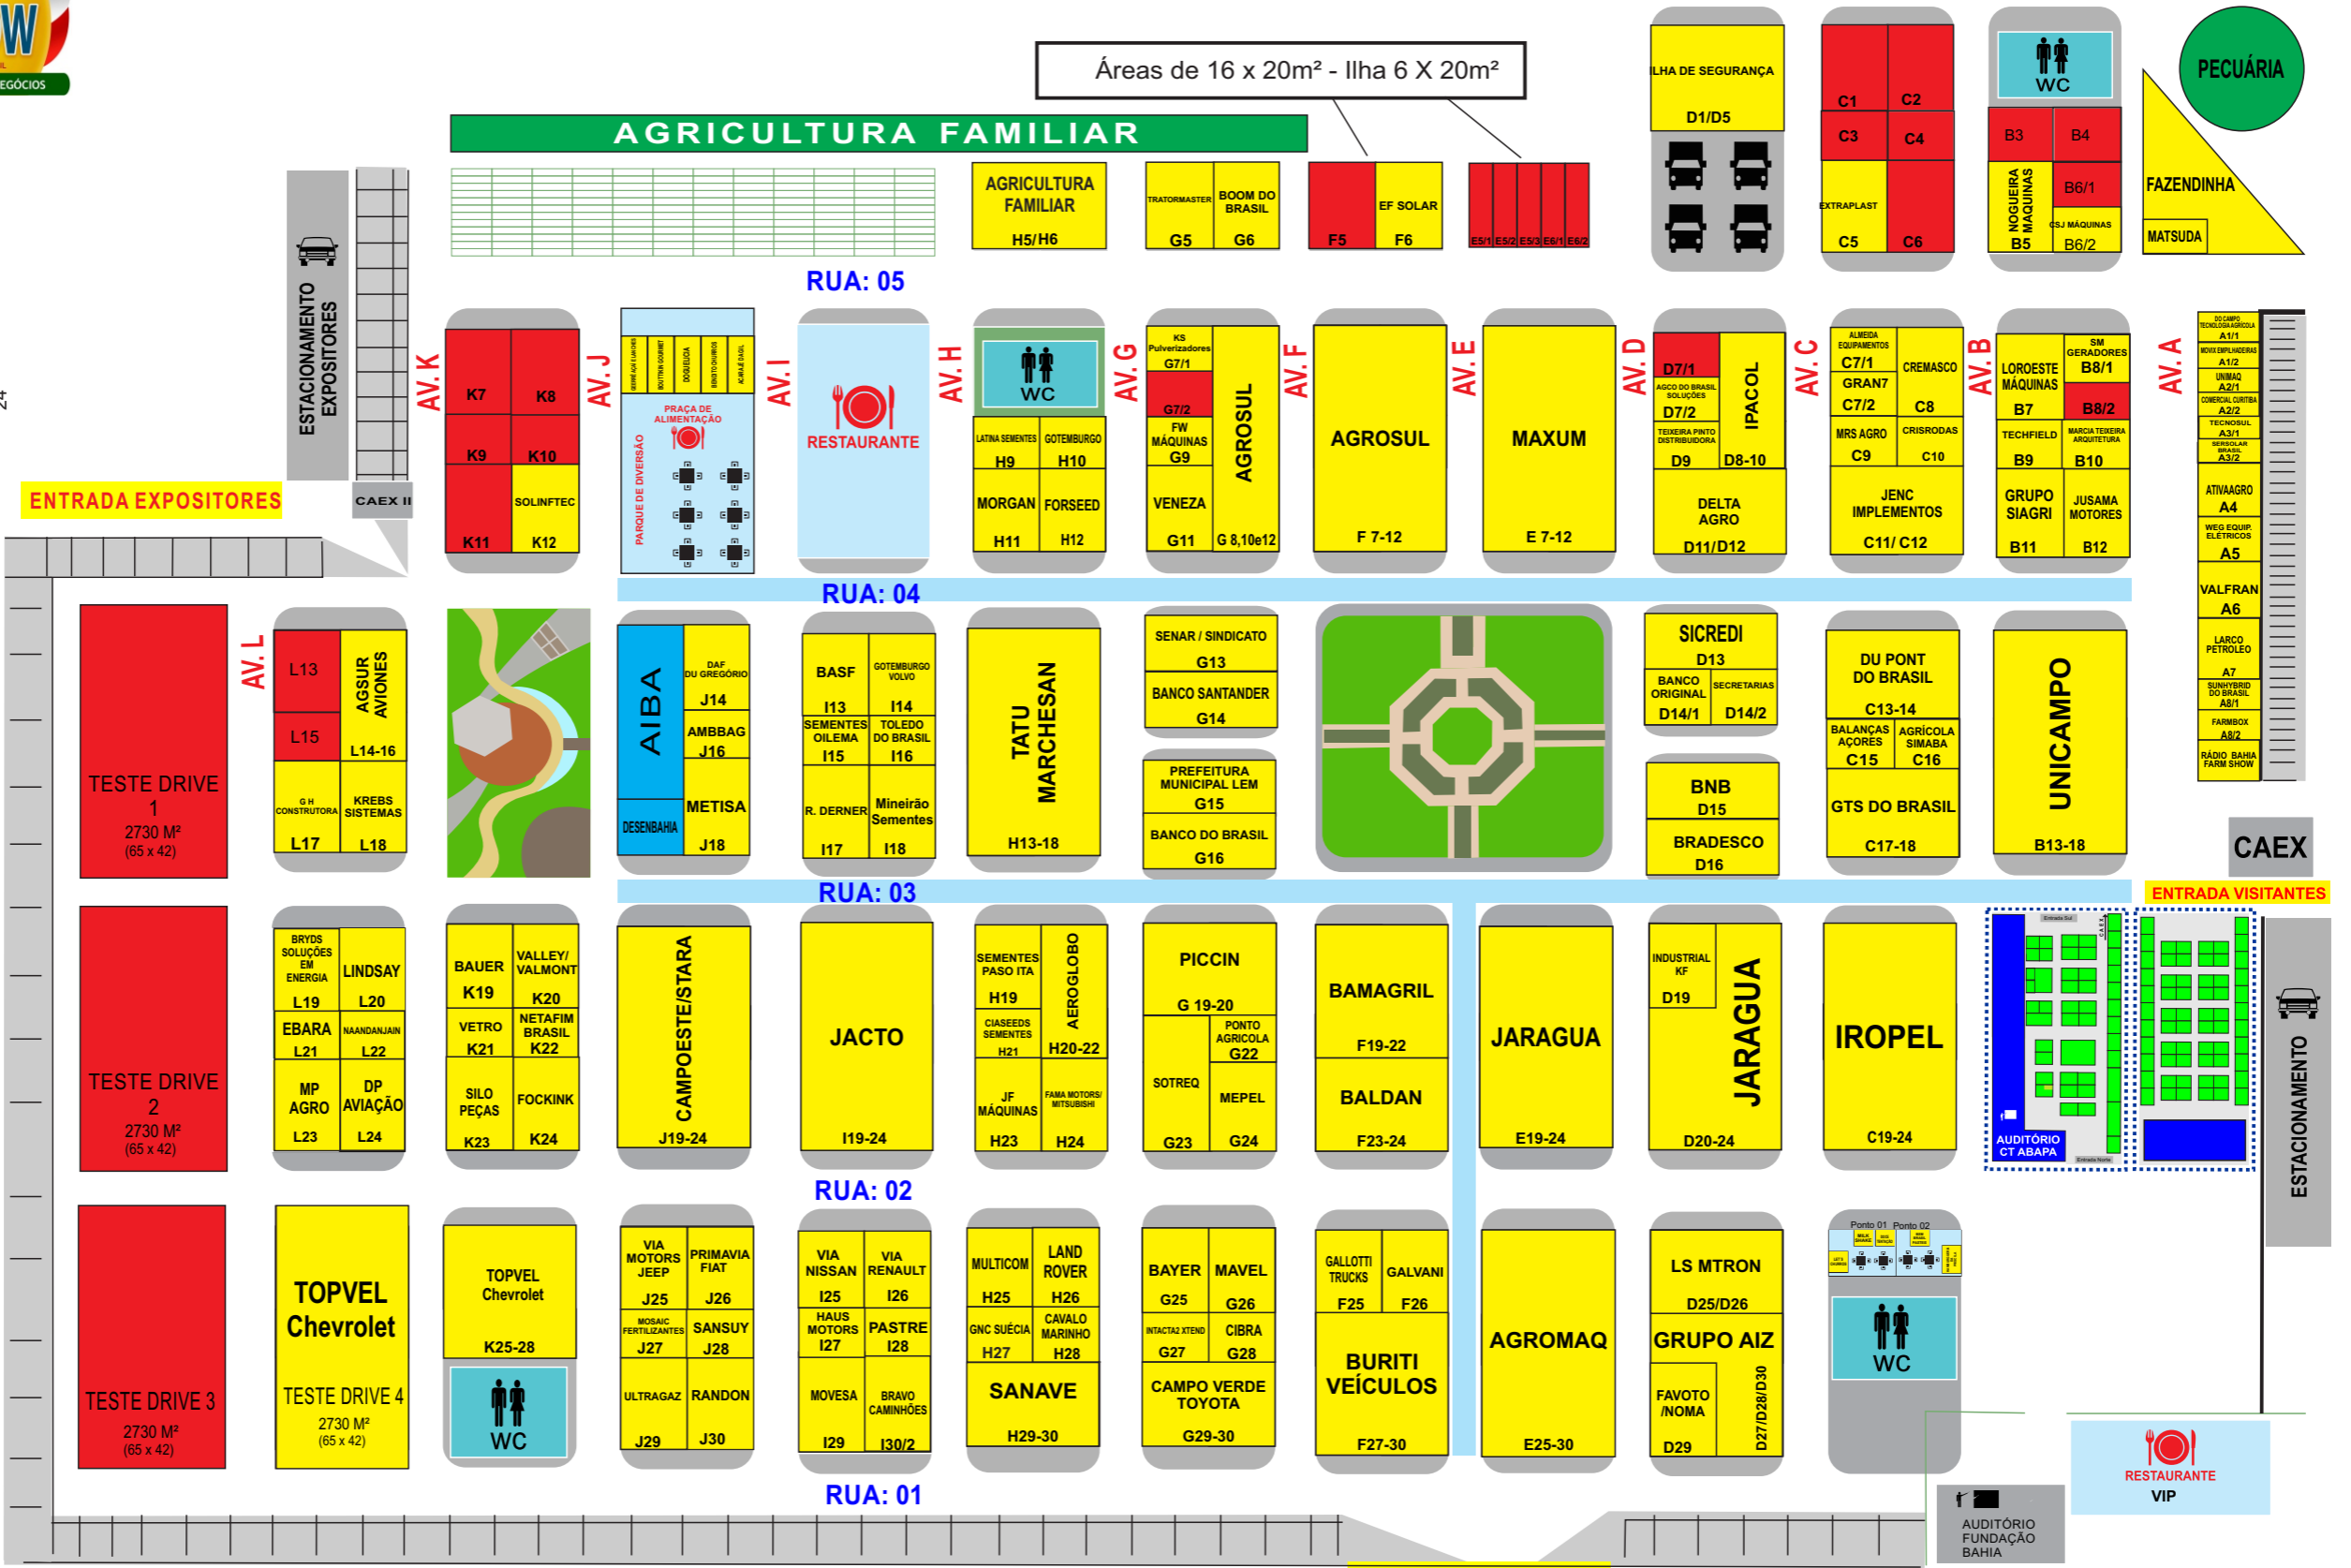 W
IL
EGÓCIOS
24
Áreas de 16 x 20m² - Ilha 6 X 20m²
AGRICULTURA FAMILIAR
ILHA DE SEGURANÇA
D1/D5
C1
C2
C3
C4
EXTRAPLAST
C5
C6
WC
B3
B4
NOGUEIRA
MAQUINAS
B5
B6/1
CSJ MÁQUINAS
B6/2
PECUÁRIA
FAZENDINHA
MATSUDA
AGRICULTURA
FAMILIAR
H5/H6
TRATORMASTER
G5
BOOM DO
BRASIL
G6
F5
EF SOLAR
F6
E5/1
E5/2
E5/3
E6/1
E6/2
RUA: 05
ESTACIONAMENTO
EXPOSITORES
CAEX II
ENTRADA EXPOSITORES
AV. K
AV. J
AV. I
AV. H
AV. G
AV. F
AV. E
AV. D
AV. C
AV. B
AV. A
K7
K8
K9
K10
K11
SOLINFTEC
K12
BOUTTIKIN GOURMET
DOGUELICIA
PRAÇA DE
ALIMENTAÇÃO
PARQUE DE DIVERSÃO
RESTAURANTE
WC
LATINA SEMENTES
H9
GOTEMBURGO
H10
MORGAN
H11
FORSEED
H12
KS
Pulverizadores
G7/1
G7/2
FW
MÁQUINAS
G9
VENEZA
G11
AGROSUL
G 8,10e12
AGROSUL
F 7-12
MAXUM
E 7-12
D7/1
AGCO DO BRASIL
SOLUÇÕES
D7/2
TEIXEIRA PINTO
DISTRIBUIDORA
D9
IPACOL
D8-10
DELTA
AGRO
D11/D12
ALMEIDA
EQUIPAMENTOS
C7/1
GRAN7
C7/2
CREMASCO
C8
MRS AGRO
C9
CRISRODAS
C10
JENC
IMPLEMENTOS
C11/ C12
LOROESTE
MÁQUINAS
B7
SM
GERADORES
B8/1
B8/2
TECHFIELD
B9
MARCIA TEIXEIRA
ARQUITETURA
B10
GRUPO
SIAGRI
B11
JUSAMA
MOTORES
B12
DO CAMPO
TECNOLOGIA AGRÍCOLA
A1/1
MOVIX EMPILHADEIRAS
A1/2
UNIMAQ
A2/1
COMERCIAL CURITIBA
A2/2
TECNOSUL
A3/1
SERSOLAR
BRASIL
A3/2
ATIVAAGRO
A4
WEG EQUIP.
ELÉTRICOS
A5
VALFRAN
A6
LARCO
PETROLEO
A7
SUNHYBRID
DO BRASIL
A8/1
FARMBOX
A8/2
RÁDIO BAHIA
FARM SHOW
RUA: 04
TESTE DRIVE
1
2730 M²
(65 x 42)
AV. L
L13
L15
AGSUR
AVIONES
L14-16
G H
CONSTRUTORA
L17
KREBS
SISTEMAS
L18
AIBA
DESENBAHIA
DAF
DU GREGÓRIO
J14
AMBBAG
J16
METISA
J18
BASF
I13
GOTEMBURGO
VOLVO
I14
SEMENTES
OILEMA
I15
TOLEDO
DO BRASIL
I16
R. DERNER
I17
Mineirão
Sementes
I18
TATU
MARCHESAN
H13-18
SENAR / SINDICATO
G13
BANCO SANTANDER
G14
PREFEITURA
MUNICIPAL LEM
G15
BANCO DO BRASIL
G16
SICREDI
D13
BANCO
ORIGINAL
D14/1
SECRETARIAS
D14/2
BNB
D15
BRADESCO
D16
DU PONT
DO BRASIL
C13-14
BALANÇAS
AÇORES
C15
AGRÍCOLA
SIMABA
C16
GTS DO BRASIL
C17-18
UNICAMPO
B13-18
CAEX
ENTRADA VISITANTES
RUA: 03
TESTE DRIVE
2
2730 M²
(65 x 42)
BRYDS
SOLUÇÕES
EM
ENERGIA
L19
LINDSAY
L20
EBARA
L21
NAANDANJAIN
L22
MP
AGRO
L23
DP
AVIAÇÃO
L24
BAUER
K19
VALLEY/
VALMONT
K20
VETRO
K21
NETAFIM
BRASIL
K22
SILO
PEÇAS
K23
FOCKINK
K24
CAMPOESTE/STARA
J19-24
JACTO
I19-24
SEMENTES
PASO ITA
H19
CIASEEDS
SEMENTES
H21
AEROGLOBO
H20-22
JF
MÁQUINAS
H23
FAMA MOTORS/
MITSUBISHI
H24
PICCIN
G 19-20
SOTREQ
G23
PONTO
AGRICOLA
G22
MEPEL
G24
BAMAGRIL
F19-22
BALDAN
F23-24
JARAGUA
E19-24
INDUSTRIAL
KF
D19
JARAGUA
D20-24
IROPEL
C19-24
Entrada Sul
CAEX
AUDITÓRIO
CT ABAPA
Entrada Norte
ESTACIONAMENTO
RUA: 02
TESTE DRIVE 3
2730 M²
(65 x 42)
TOPVEL
Chevrolet
TESTE DRIVE 4
2730 M²
(65 x 42)
TOPVEL
Chevrolet
K25-28
WC
VIA
MOTORS
JEEP
J25
PRIMAVIA
FIAT
J26
MOSAIC
FERTILIZANTES
J27
SANSUY
J28
ULTRAGAZ
J29
RANDON
J30
VIA
NISSAN
I25
VIA
RENAULT
I26
HAUS
MOTORS
I27
PASTRE
I28
MOVESA
I29
BRAVO
CAMINHÕES
I30/2
MULTICOM
H25
LAND
ROVER
H26
GNC SUÉCIA
H27
CAVALO
MARINHO
H28
SANAVE
H29-30
BAYER
G25
MAVEL
G26
INTACTA2 XTEND
G27
CIBRA
G28
CAMPO VERDE
TOYOTA
G29-30
GALLOTTI
TRUCKS
F25
GALVANI
F26
BURITI
VEÍCULOS
F27-30
AGROMAQ
E25-30
LS MTRON
D25/D26
GRUPO AIZ
FAVOTO
/NOMA
D29
D27/D28/D30
Ponto 01
Ponto 02
MILK
SHAKE
WC
RESTAURANTE
VIP
AUDITÓRIO
FUNDAÇÃO
BAHIA
RUA: 01